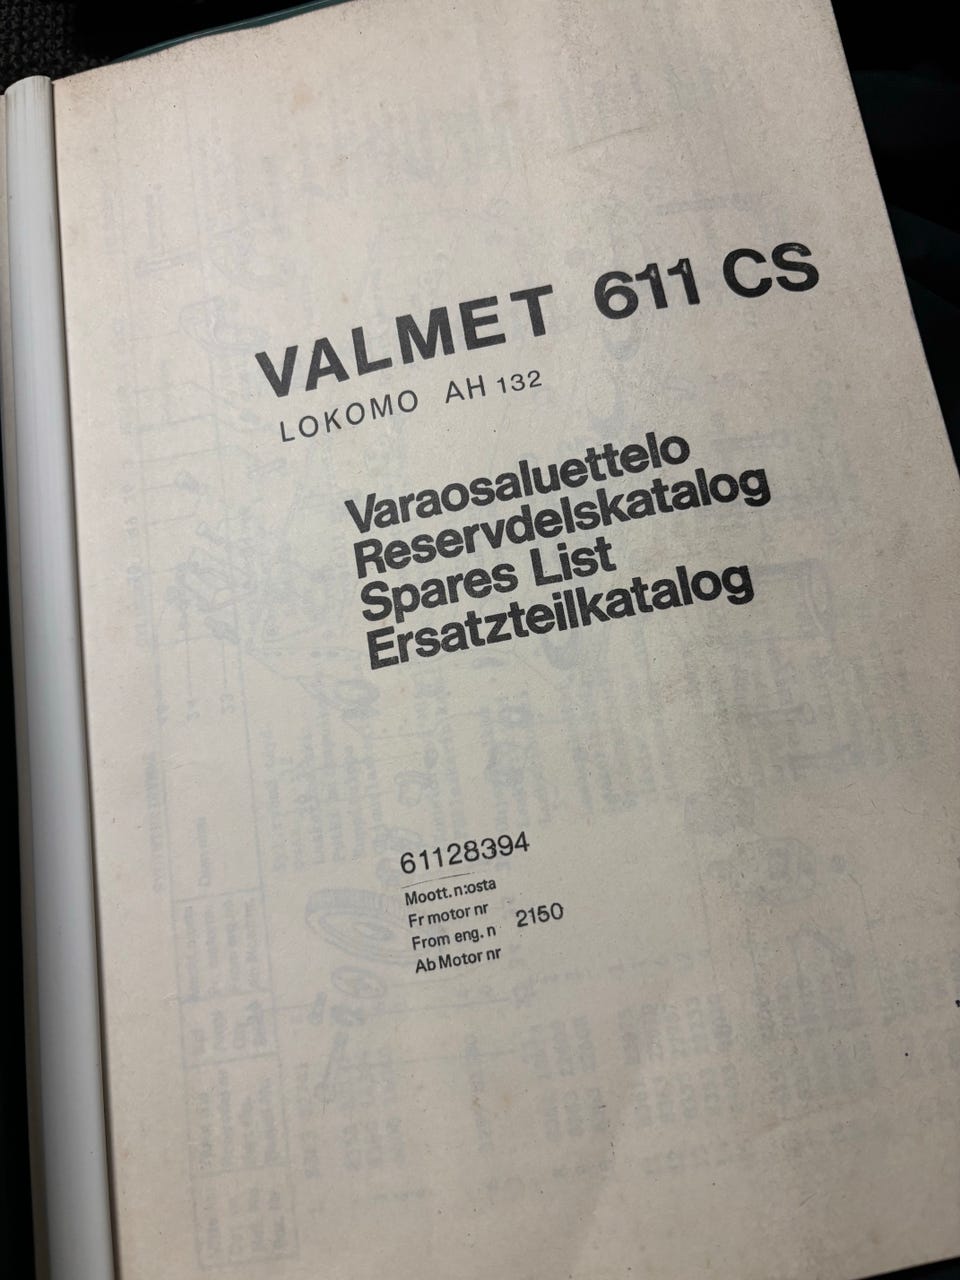 VALMET 611 CS
LOKOMO AH 132
Varaosaluettelo
Reservdelskatalog
Spares List
Ersatzteilkatalog
61128394
Moott. n:osta
Fr motor nr
From eng. n 2150
Ab Motor nr